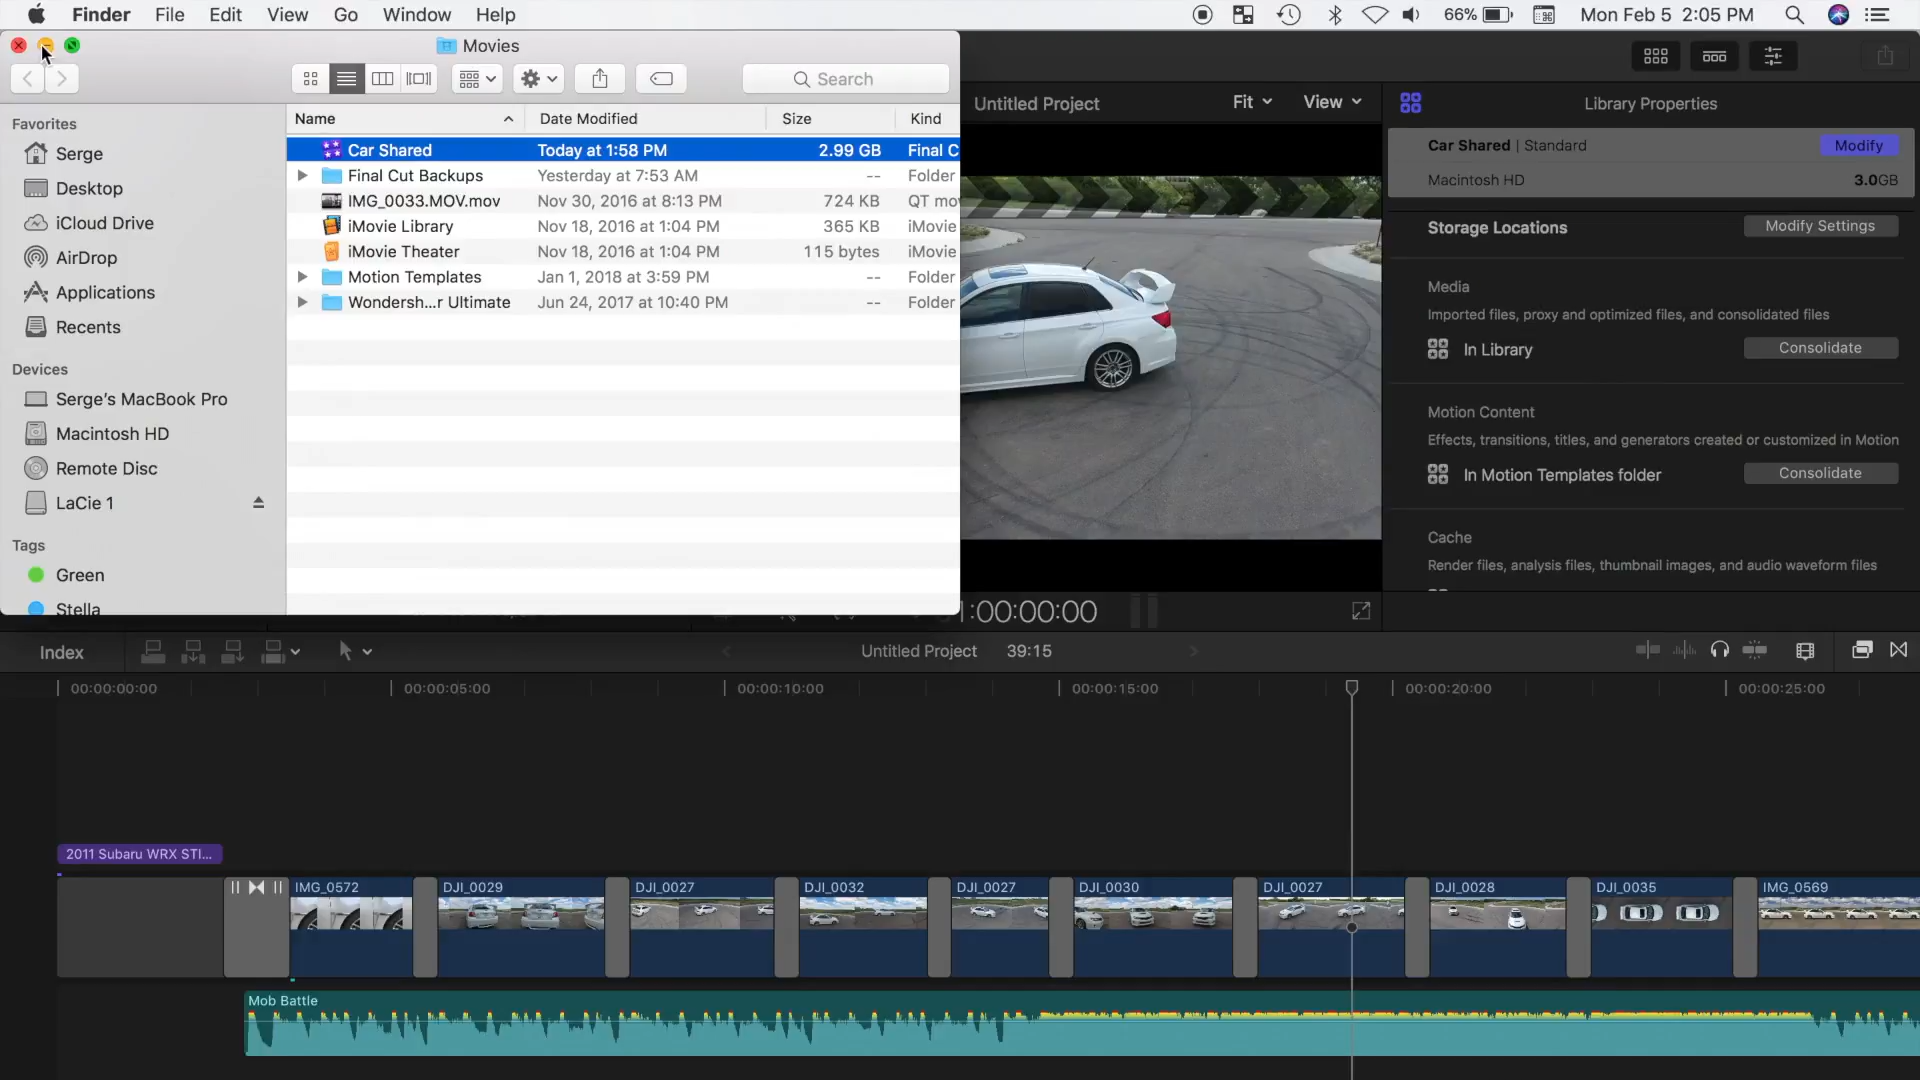 Finder File Edit View Go Window Help 66% Mon Feb 5 2:05 PM
Movies
Search
Favorites
Serge
Desktop
iCloud Drive
AirDrop
Applications
Recents
Devices
Serge's MacBook Pro
Macintosh HD
Remote Disc
LaCie 1
Tags
Green
Stella
Name Date Modified Size Kind
Car Shared Today at 1:58 PM 2.99 GB Final C
Final Cut Backups Yesterday at 7:53 AM -- Folder
IMG_0033.MOV.mov Nov 30, 2016 at 8:13 PM 724 KB QT mo
iMovie Library Nov 18, 2016 at 1:04 PM 365 KB iMovie
iMovie Theater Nov 18, 2016 at 1:04 PM 115 bytes iMovie
Motion Templates Jan 1, 2018 at 3:59 PM -- Folder
Wondersh...r Ultimate Jun 24, 2017 at 10:40 PM -- Folder
Untitled Project Fit View
Library Properties
Car Shared | Standard Modify
Macintosh HD 3.0GB
Storage Locations Modify Settings
Media
Imported files, proxy and optimized files, and consolidated files
In Library Consolidate
Motion Content
Effects, transitions, titles, and generators created or customized in Motion
In Motion Templates folder Consolidate
Cache
Render files, analysis files, thumbnail images, and audio waveform files
1:00:00:00
Index Untitled Project 39:15
00:00:00:00 00:00:05:00 00:00:10:00 00:00:15:00 00:00:20:00 00:00:25:00
2011 Subaru WRX STI...
IMG_0572 DJI_0029 DJI_0027 DJI_0032 DJI_0027 DJI_0030 DJI_0027 DJI_0028 DJI_0035 IMG_0569
Mob Battle